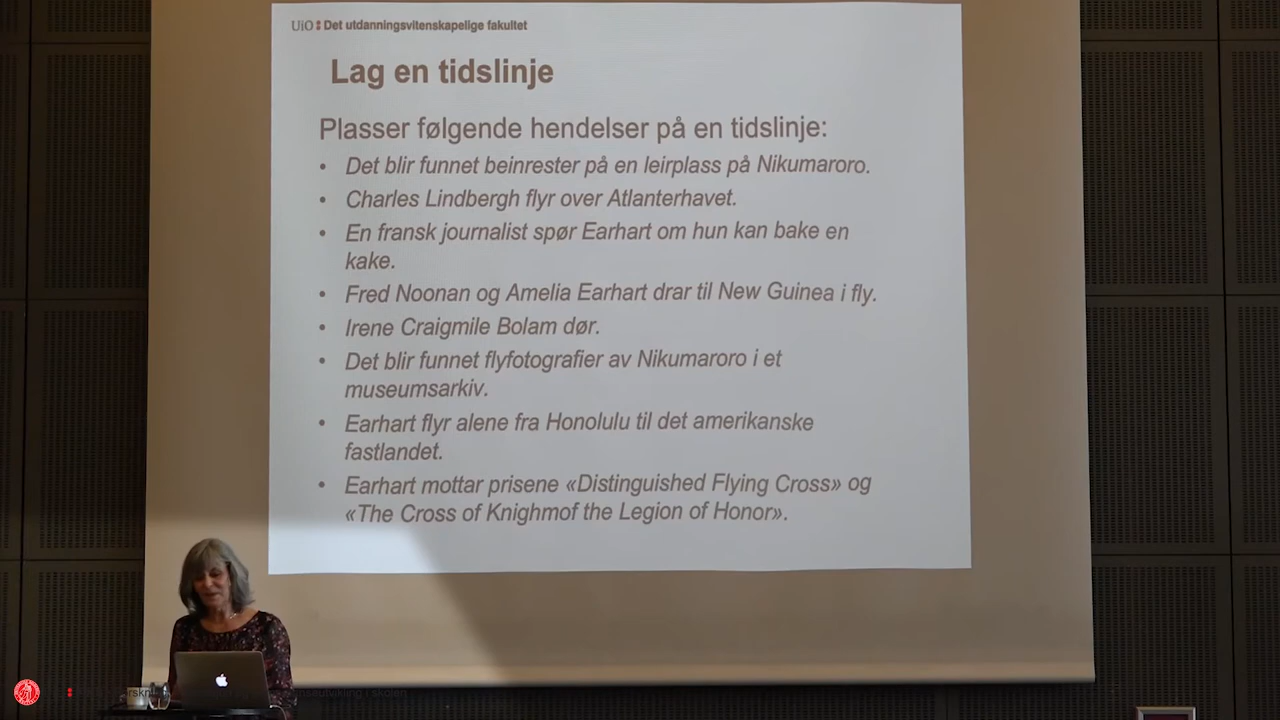 UiO Det utdanningsvitenskapelige fakultet
Lag en tidslinje
Plasser følgende hendelser på en tidslinje:
• Det blir funnet beinrester på en leirplass på Nikumaroro.
• Charles Lindbergh flyr over Atlanterhavet.
• En fransk journalist spør Earhart om hun kan bake en
kake.
• Fred Noonan og Amelia Earhart drar til New Guinea i fly.
• Irene Craigmile Bolam dør.
• Det blir funnet flyfotografier av Nikumaroro i et
museumsarkiv.
• Earhart flyr alene fra Honolulu til det amerikanske
fastlandet.
• Earhart mottar prisene «Distinguished Flying Cross» og
«The Cross of Knighmof the Legion of Honor».
i skolen